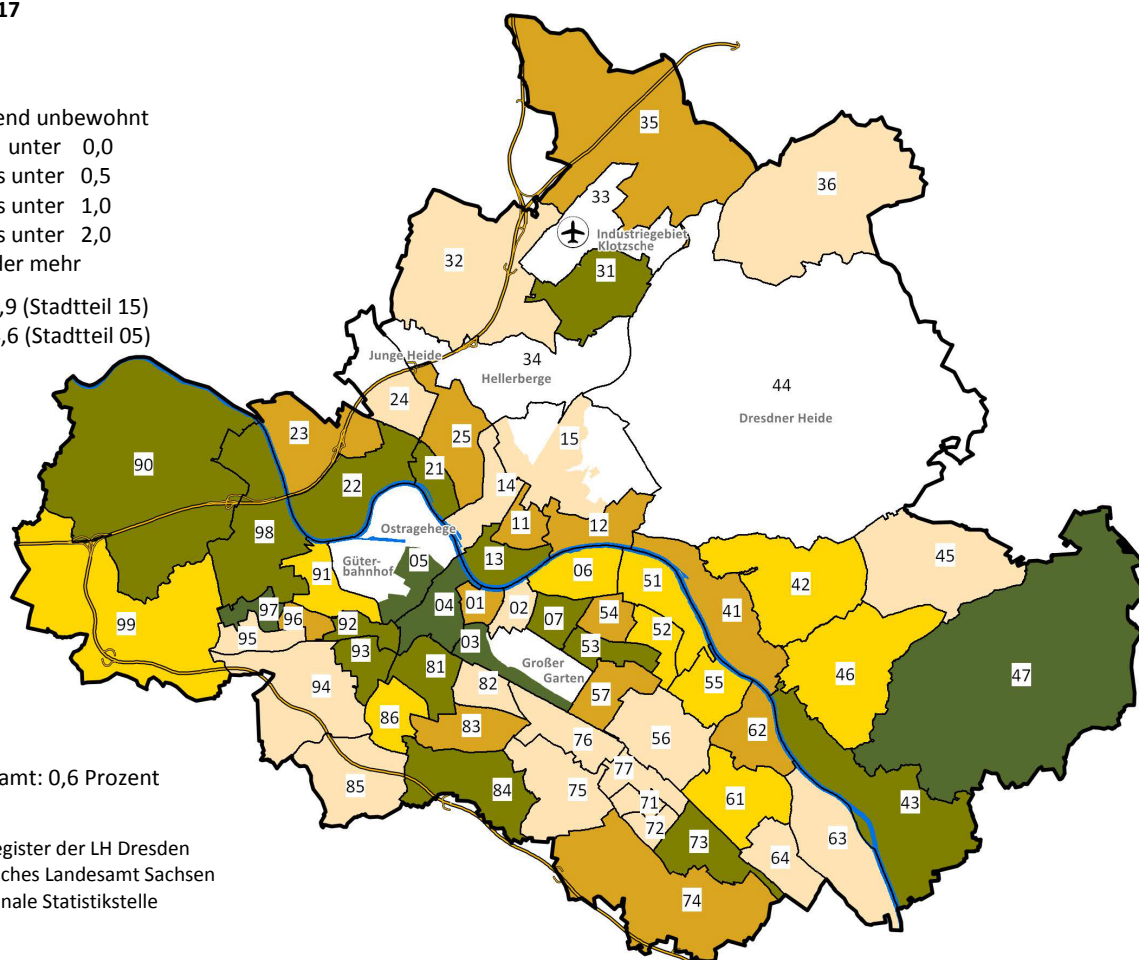 17
end unbewohnt
unter 0,0
s unter 0,5
s unter 1,0
s unter 2,0
der mehr
,9 (Stadtteil 15)
,6 (Stadtteil 05)
35
36
33
Industriegebiet
Klotzsche
32
31
Junge Heide
34
Hellerberge
44
Dresdner Heide
24
23
25
15
90
21
22
14
11
12
Ostragehege
98
13
05
Güter-
bahnhof
91
06
51
42
45
04
01
02
07
54
41
97
96
92
99
95
03
53
52
93
81
Großer
Garten
46
47
94
82
57
55
86
83
76
56
62
85
84
75
77
61
43
71
72
73
64
63
74
amt: 0,6 Prozent
egister der LH Dresden
sches Landesamt Sachsen
nale Statistikstelle